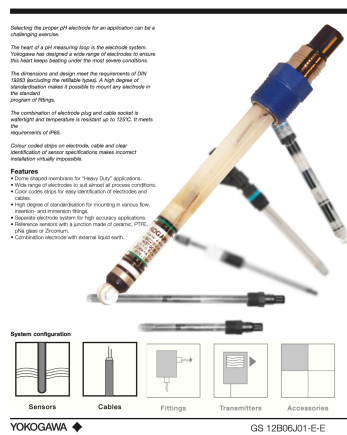 Selecting the proper pH electrode for an application can be a
challenging exercise.
The heart of a pH measuring loop is the electrode system.
Yokogawa has designed a wide range of electrodes to ensure
this heart keeps beating under the most severe conditions.
The dimensions and design meet the requirements of DIN
19263 (excluding the refillable types). A high degree of
standardisation makes it possible to mount any electrode in
the standard
program of fittings.
The combination of electrode plug and cable socket is
watertight and temperature is resistant up to 125°C. It meets
the
requirements of IP65.
Colour coded strips on electrode, cable and clear
identification of sensor specifications makes incorrect
installation virtually impossible.
Features
• Dome shaped membrane for "Heavy Duty" applications.
• Wide range of electrodes to suit almost all process conditions.
• Color codes strips for easy identification of electrodes and
cables.
• High degree of standardisation for mounting in various flow,
insertion- and immersion fittings.
• Seperate electrode system for high accuracy applications.
• Reference sensors with a junction made of ceramic, PTFE,
pNa glass or Zirconium.
• Combination electrode with external liquid earth.
System configuration
Sensors Cables Fittings Transmitters Accessories
YOKOGAWA GS 12B06J01-E-E